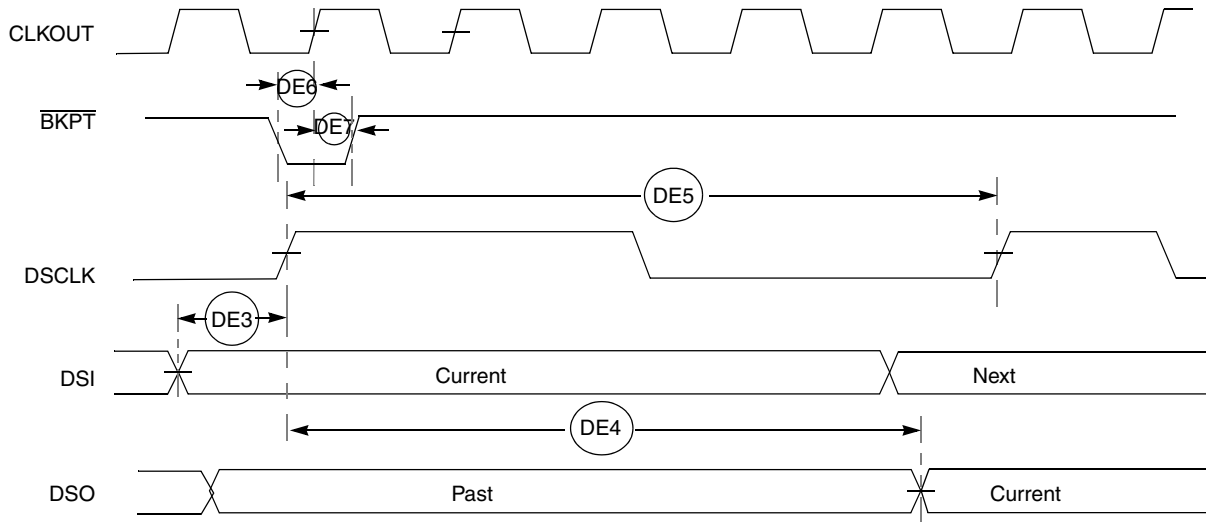 CLKOUT
DE6
BKPT
DE7
DE5
DSCLK
DE3
DSI
Current
Next
DE4
DSO
Past
Current